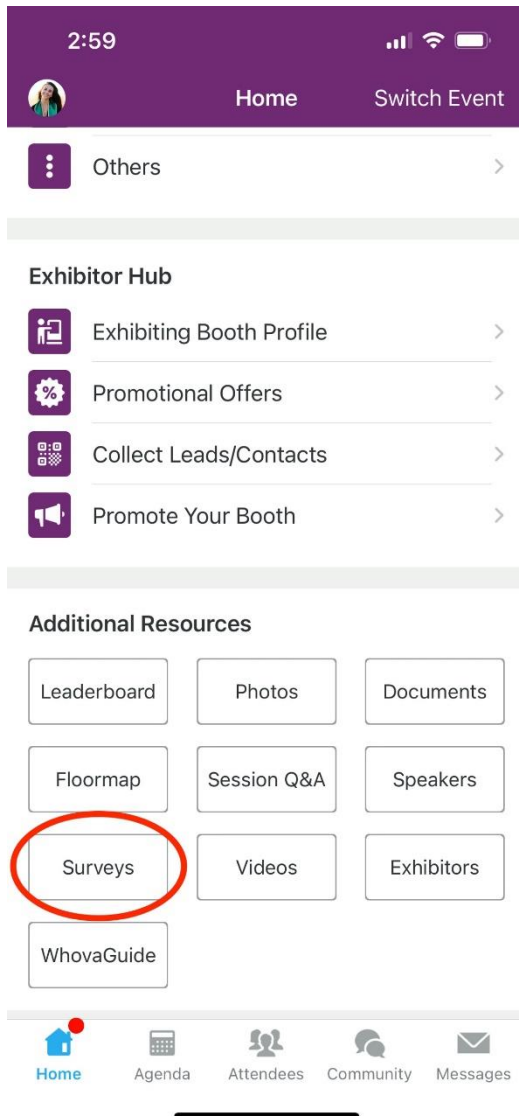 2:59
Home Switch Event
Others
Exhibitor Hub
Exhibiting Booth Profile
Promotional Offers
Collect Leads/Contacts
Promote Your Booth
Additional Resources
Leaderboard Photos Documents
Floormap Session Q&A Speakers
Surveys Videos Exhibitors
WhovaGuide
Home Agenda Attendees Community Messages